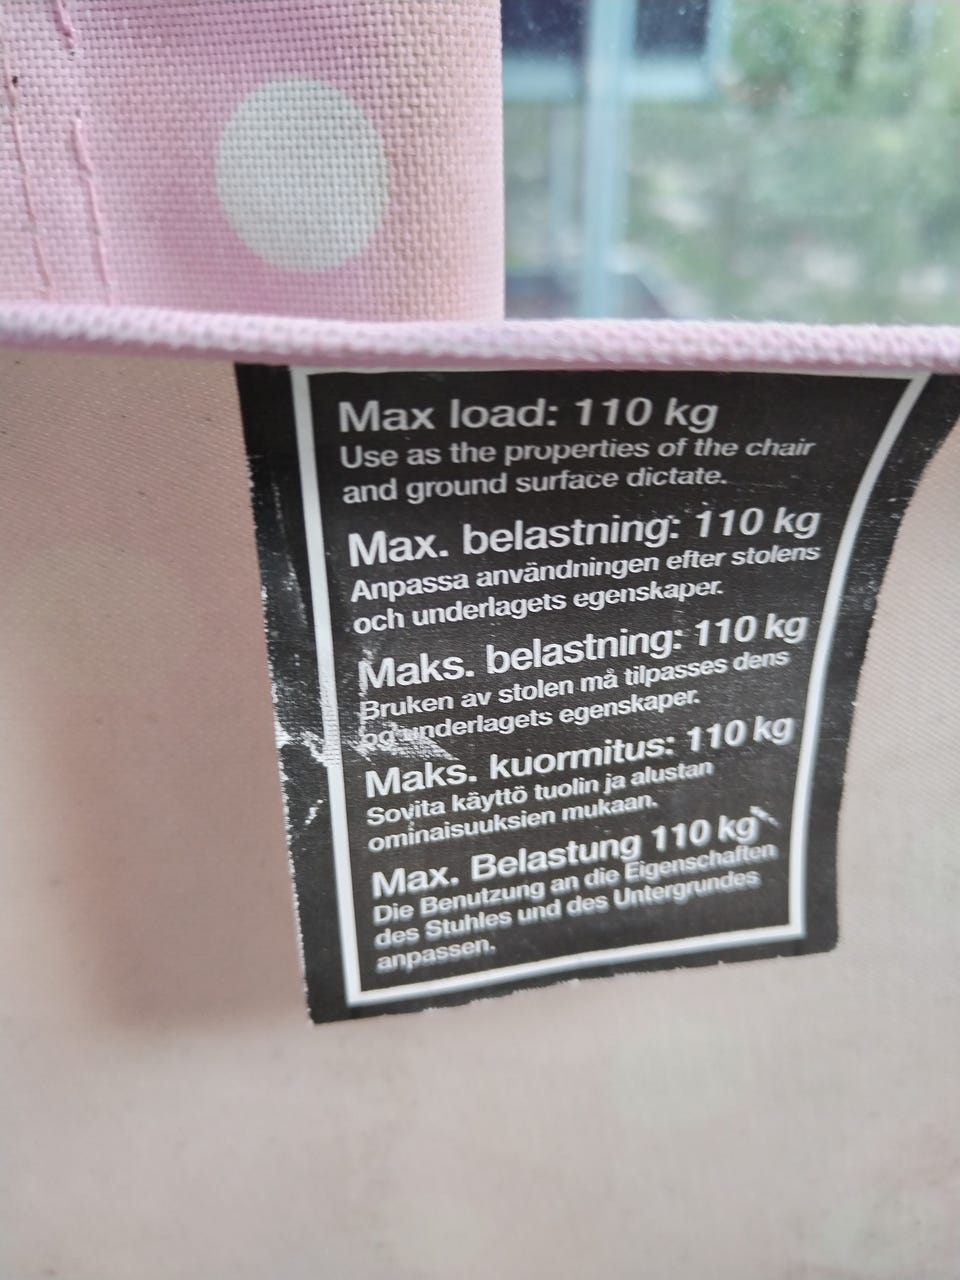 Max load: 110 kg
Use as the properties of the chair
and ground surface dictate.
Max. belastning: 110 kg
Anpassa användningen efter stolens
och underlagets egenskaper.
Maks. belastning: 110 kg
Bruken av stolen må tilpasses dens
og underlagets egenskaper.
Maks. kuormitus: 110 kg
Sovita käyttö tuolin ja alustan
ominaisuuksien mukaan.
Max. Belastung 110 kg
Die Benutzung an die Eigenschaften
des Stuhles und des Untergrundes
anpassen.